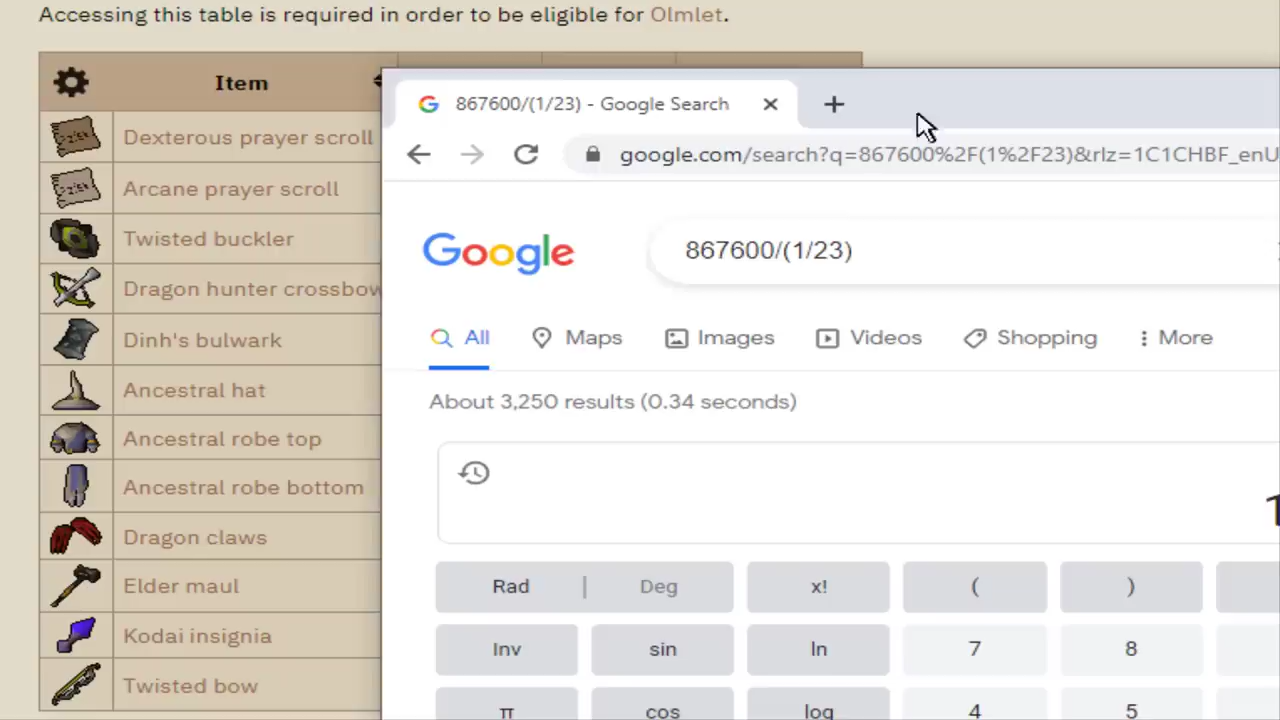 Accessing this table is required in order to be eligible for Olmlet.
Item
Dexterous prayer scroll
Arcane prayer scroll
Twisted buckler
Dragon hunter crossbow
Dinh's bulwark
Ancestral hat
Ancestral robe top
Ancestral robe bottom
Dragon claws
Elder maul
Kodai insignia
Twisted bow
867600/(1/23) - Google Search
google.com/search?q=867600%2F(1%2F23)&rlz=1C1CHBF_enU
Google
867600/(1/23)
All Maps Images Videos Shopping More
About 3,250 results (0.34 seconds)
1
Rad | Deg x! ( )
Inv sin ln 7 8
π cos log 4 5